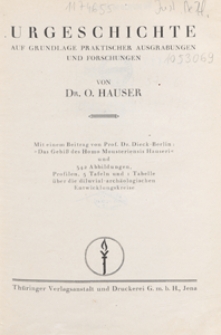 URGESCHICHTE
AUF GRUNDLAGE PRAKTISCHER AUSGRABUNGEN
UND FORSCHUNGEN
1053069
VON
DR. O. HAUSER
Mit einem Beitrag von Prof. Dr. Dieck-Berlin:
»Das Gebiß des Homo Mousteriensis Hauseri«
und
Abbildungen,
Profilen, 3 Tafeln und 1 Tabelle
über die diluvial-archäologischen
Entwicklungskreise
Thüringer Verlagsanstalt und Druckerei G. m. b. H., Jena